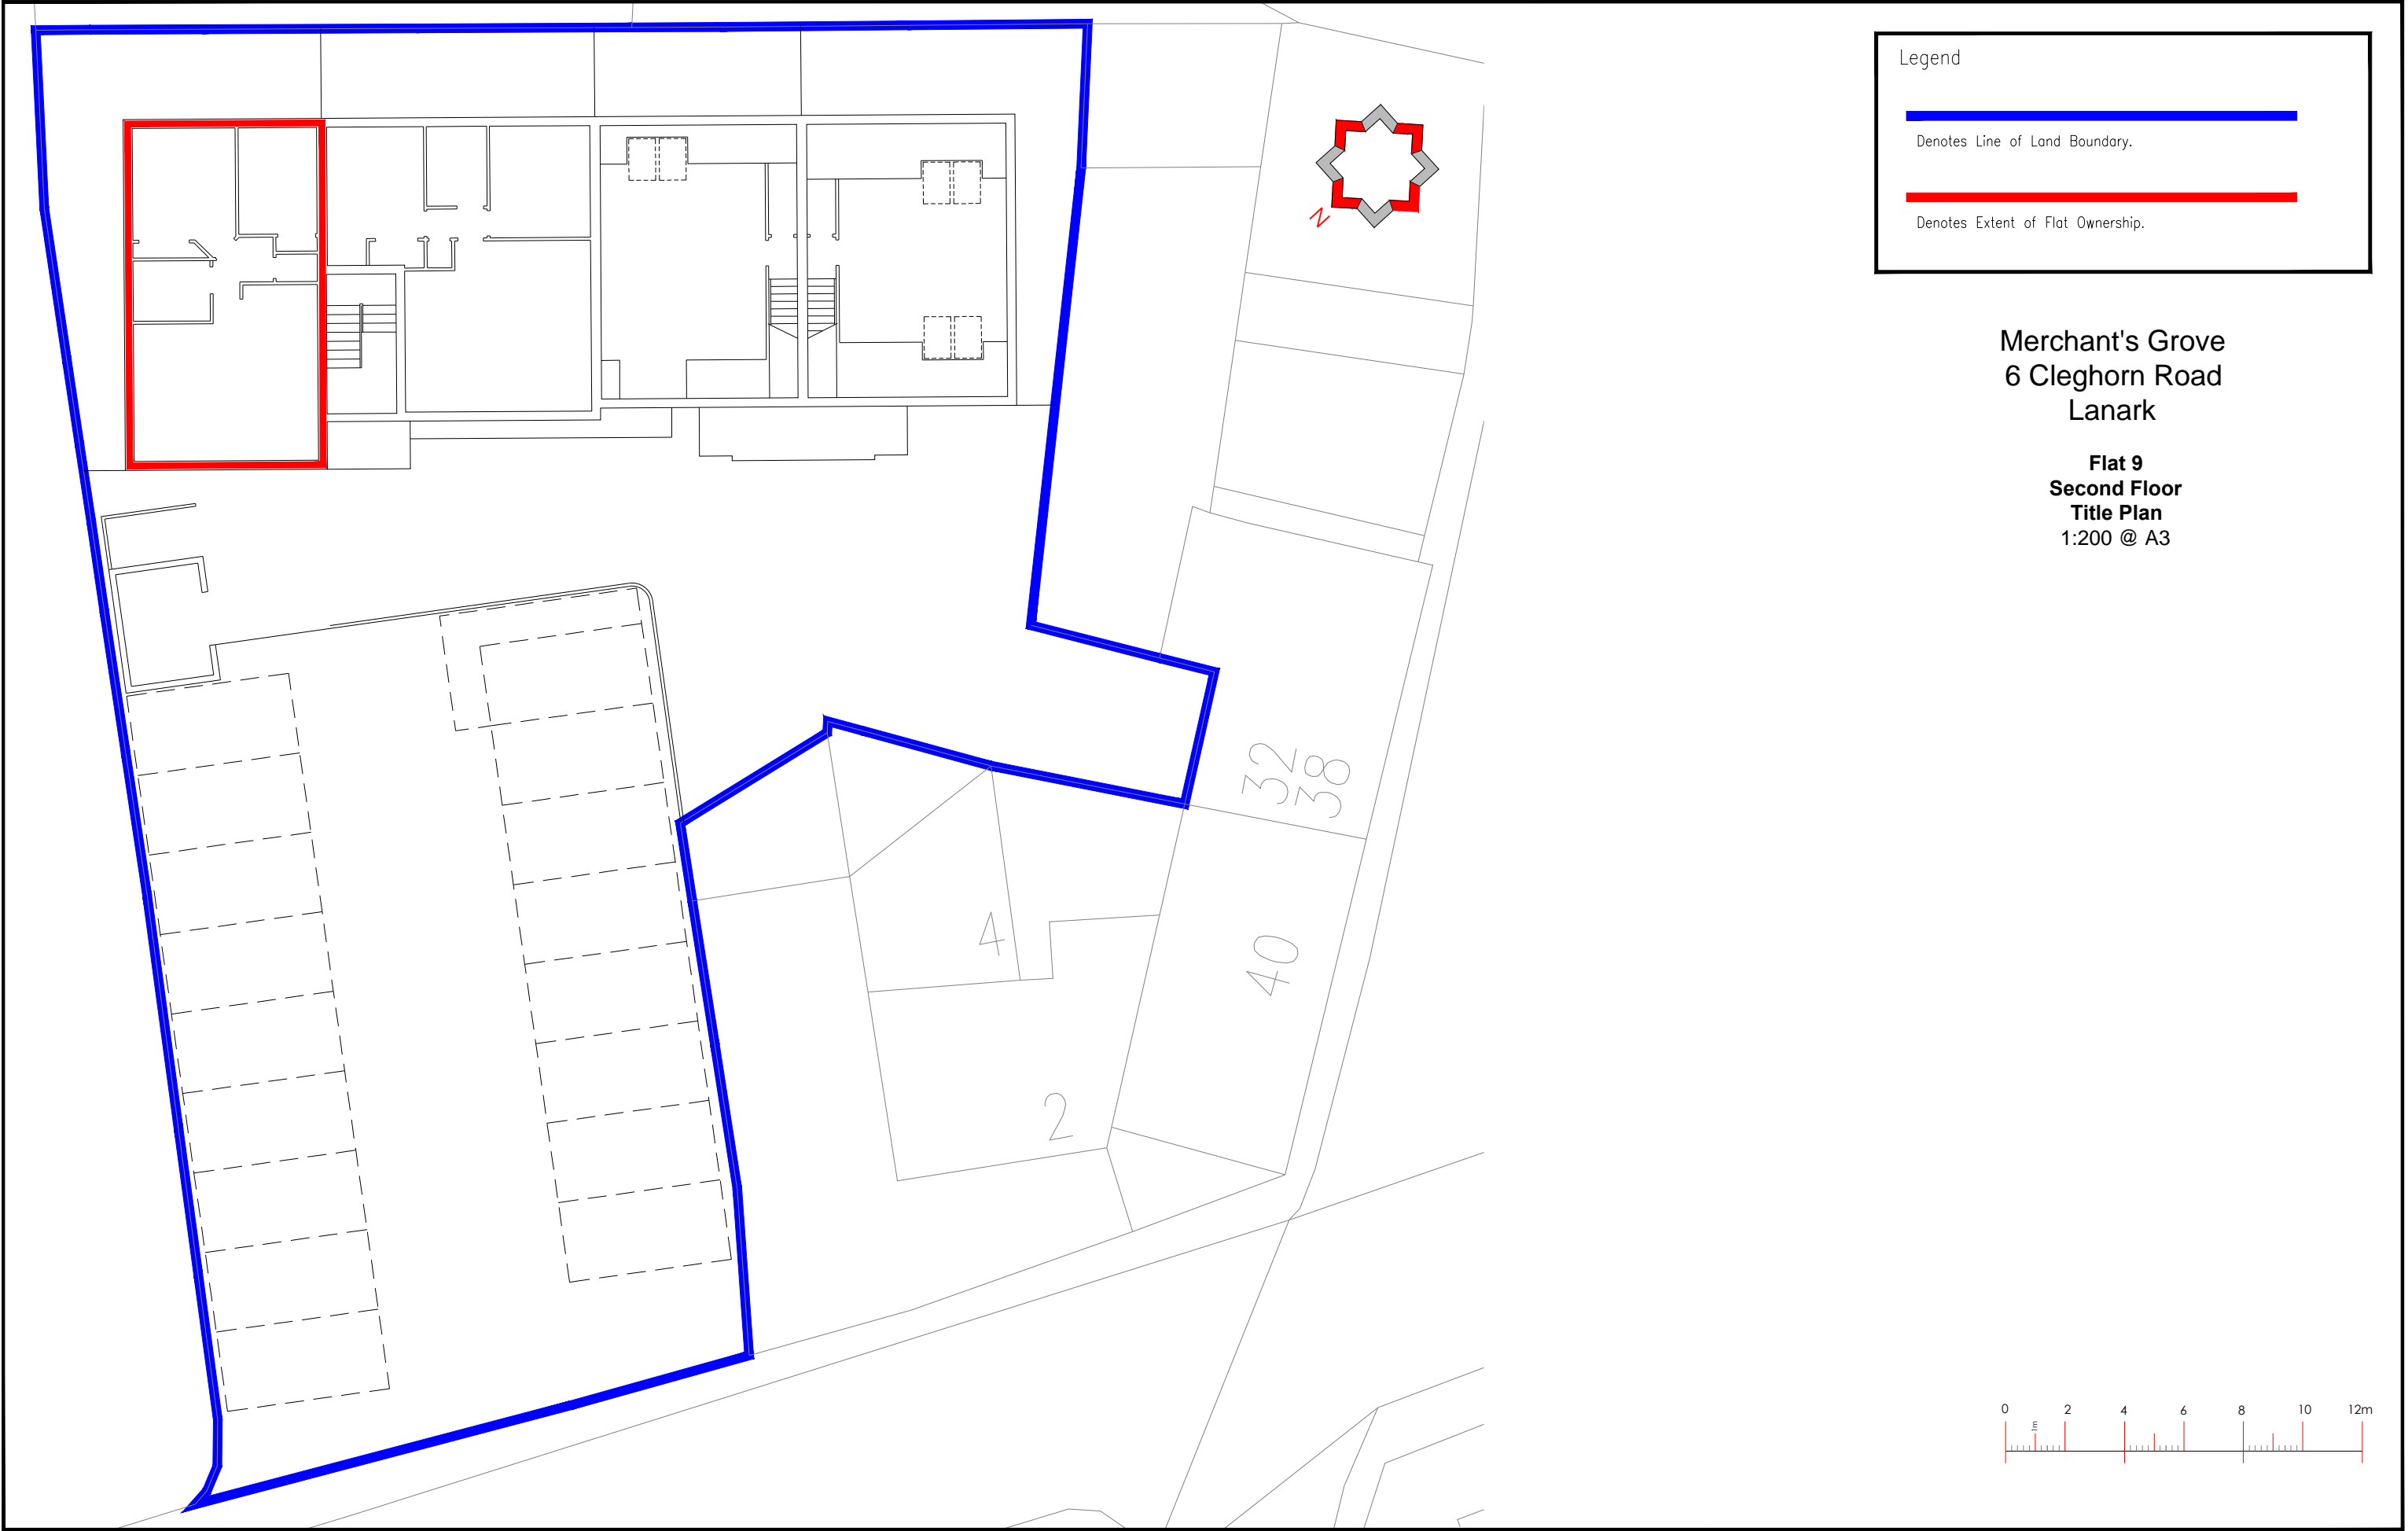 Legend
Denotes Line of Land Boundary.
Denotes Extent of Flat Ownership.
N
Merchant's Grove
6 Cleghorn Road
Lanark
Flat 9
Second Floor
Title Plan
1:200 @ A3
32
38
4
40
2
0 2 4 6 8 10 12m
1m